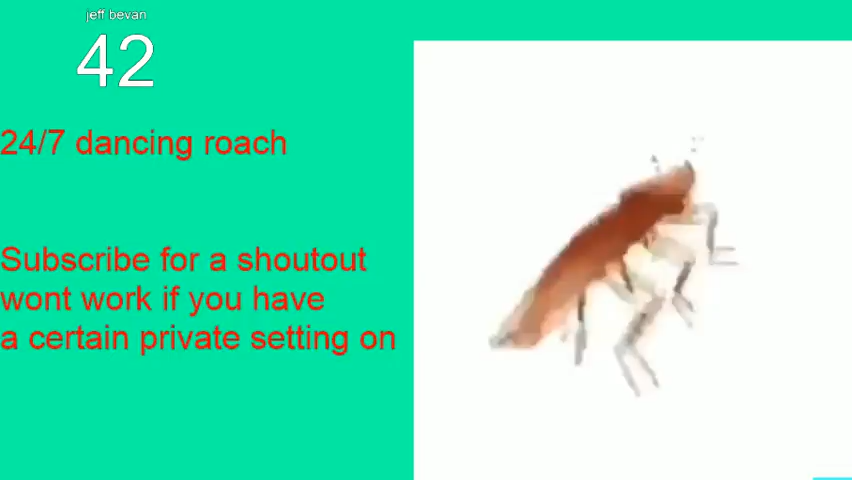 jeff bevan
42
24/7 dancing roach
Subscribe for a shoutout
wont work if you have
a certain private setting on